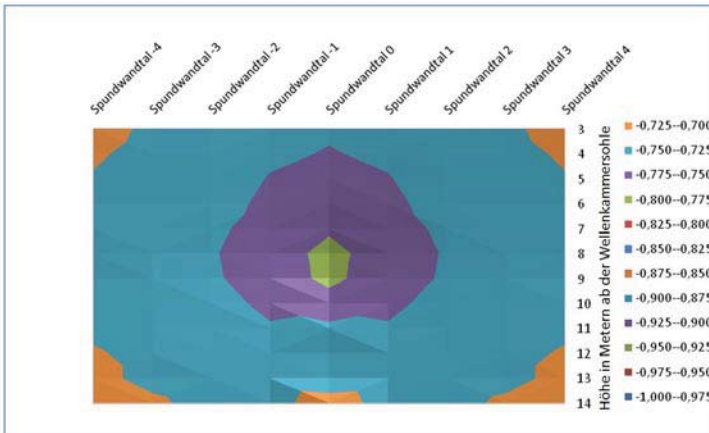 Spundwandtal -4
Spundwandtal -3
Spundwandtal -2
Spundwandtal -1
Spundwandtal 0
Spundwandtal 1
Spundwandtal 2
Spundwandtal 3
Spundwandtal 4
3
4
5
6
7
8
9
10
11
12
13
14
Höhe in Metern ab der Wellenkammersohle
-0,725--0,700
-0,750--0,725
-0,775--0,750
-0,800--0,775
-0,825--0,800
-0,850--0,825
-0,875--0,850
-0,900--0,875
-0,925--0,900
-0,950--0,925
-0,975--0,950
-1,000--0,975